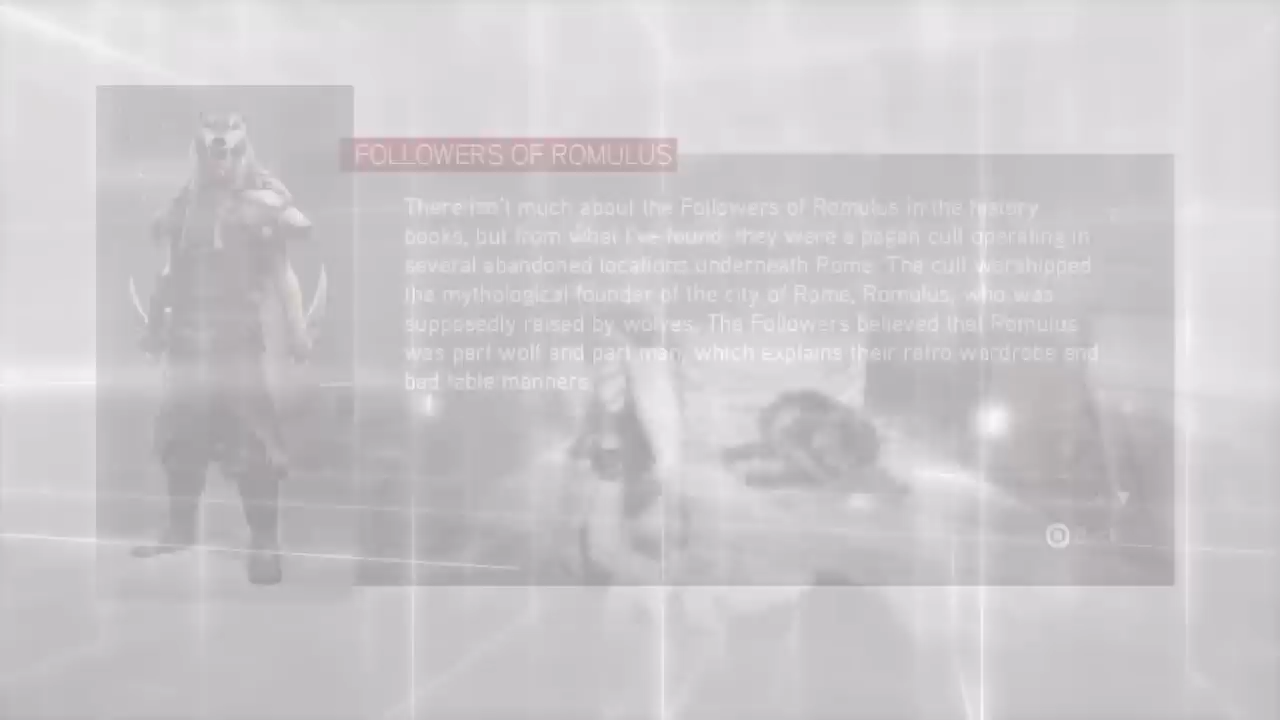 FOLLOWERS OF ROMULUS
There isn't much about the Followers of Romulus in the history
books, but from what I've found, they were a pagan cult operating in
several abandoned locations underneath Rome. The cult worshipped
the mythological founder of the city of Rome, Romulus, who was
supposedly raised by wolves. The Followers believed that Romulus
was part wolf and part man, which explains their retro wardrobe and
bad table manners.